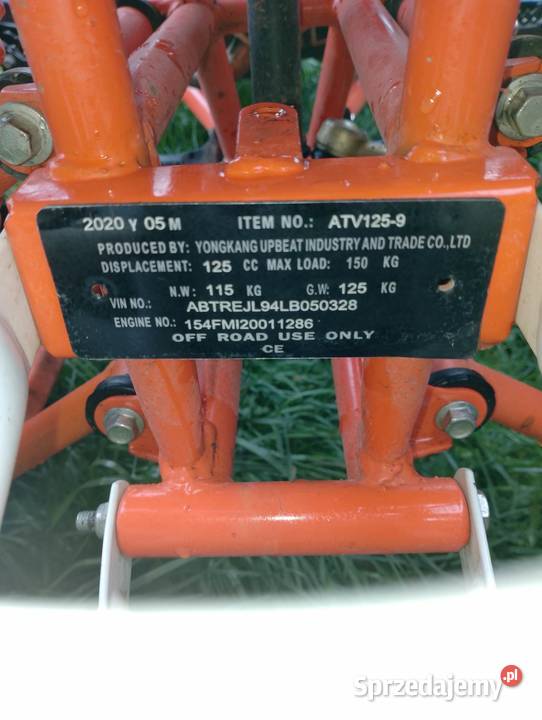 2020 Y 05 M ITEM NO.: ATV125-9
PRODUCED BY: YONGKANG UPBEAT INDUSTRY AND TRADE CO.,LTD
DISPLACEMENT: 125 CC MAX LOAD: 150 KG
N.W: 115 KG G.W: 125 KG
VIN NO.: ABTREJL94LB050328
ENGINE NO.: 154FMI20011286
OFF ROAD USE ONLY
CE
Sprzedajemy.pl